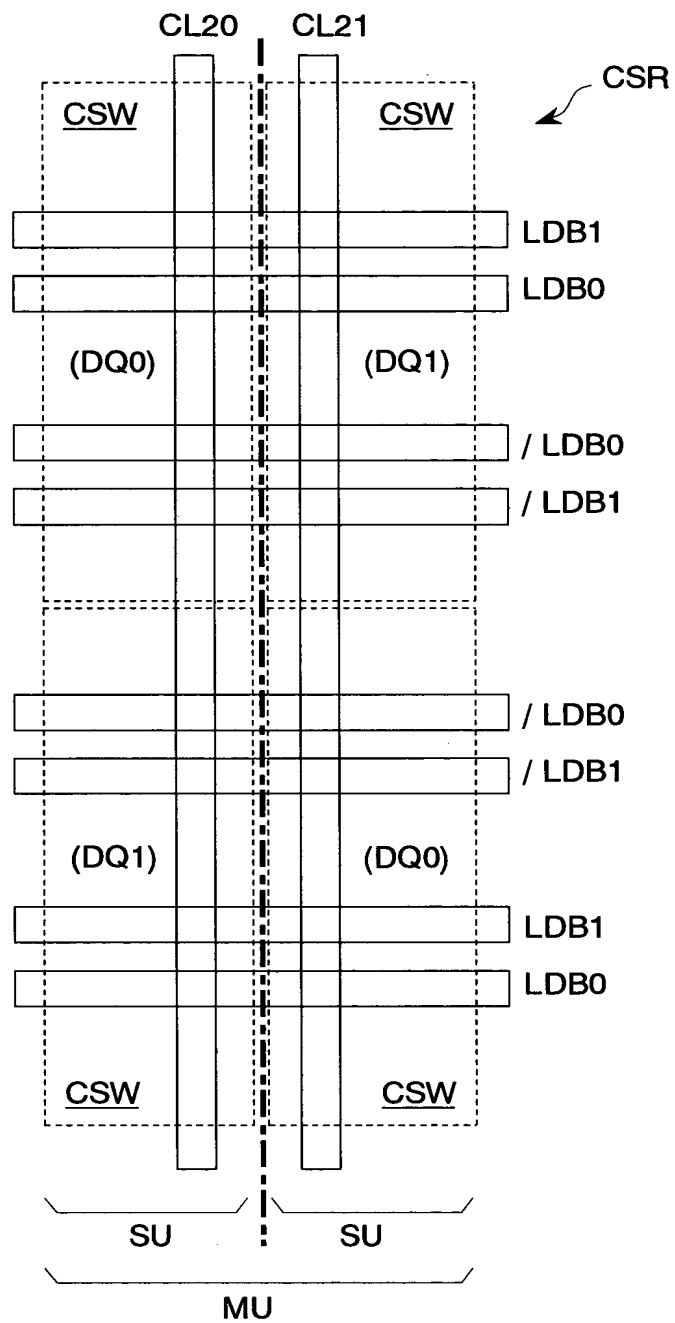 CL20 CL21
CSR
CSW CSW
LDB1
LDB0
(DQ0) (DQ1)
/ LDB0
/ LDB1
/ LDB0
/ LDB1
(DQ1) (DQ0)
LDB1
LDB0
CSW CSW
SU SU
MU